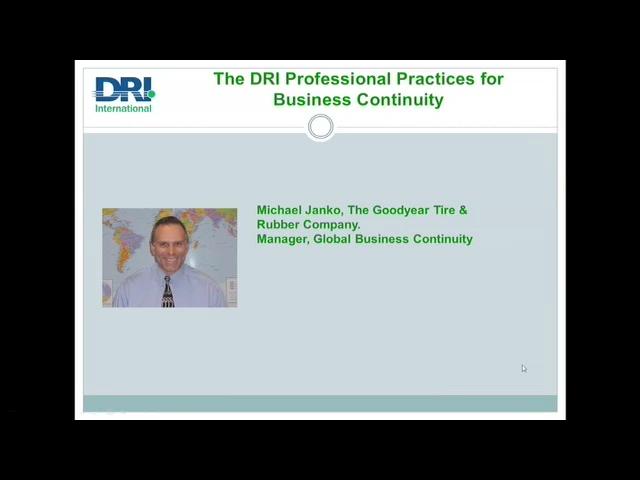 DRI
International
The DRI Professional Practices for
Business Continuity
Michael Janko, The Goodyear Tire &
Rubber Company.
Manager, Global Business Continuity